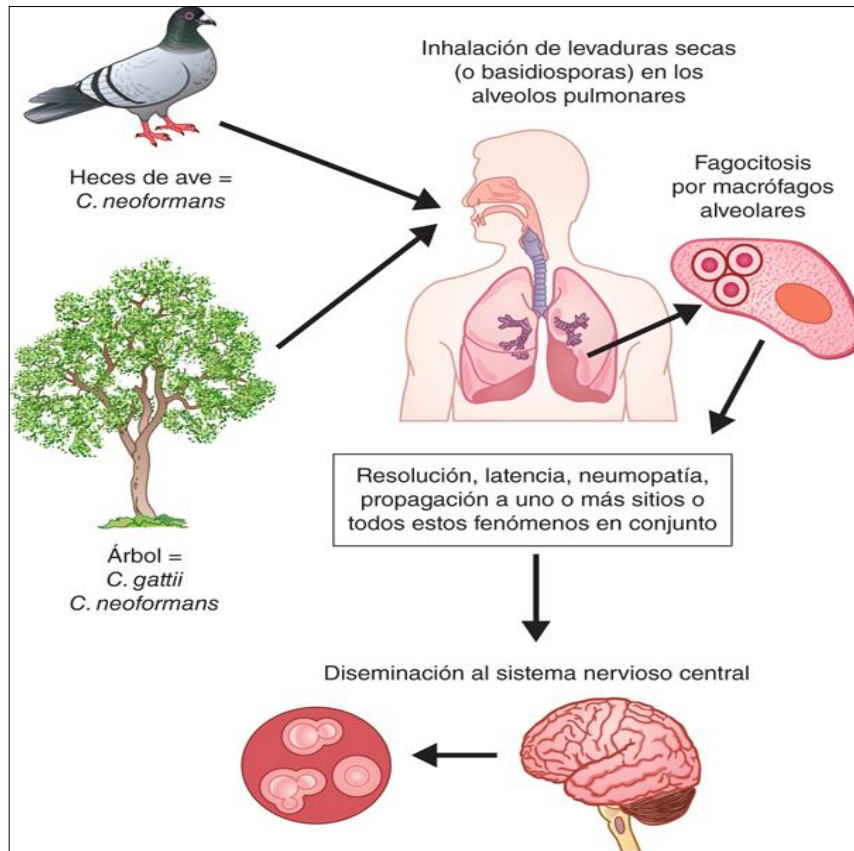 Inhalación de levaduras secas
(o basidiosporas) en los
alveolos pulmonares
Heces de ave =
C. neoformans
Fagocitosis
por macrófagos
alveolares
Árbol =
C. gattii
C. neoformans
Resolución, latencia, neumopatía,
propagación a uno o más sitios o
todos estos fenómenos en conjunto
Diseminación al sistema nervioso central